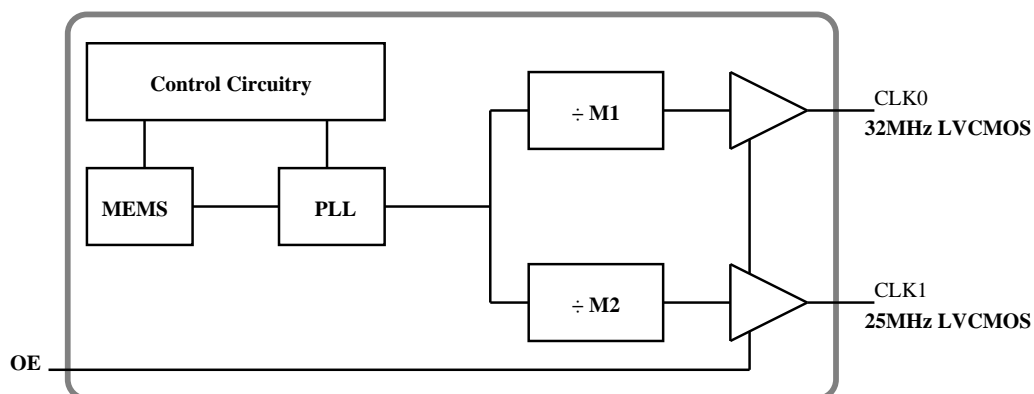 Control Circuitry
÷ M1
CLK0
32MHz LVCMOS
MEMS
PLL
÷ M2
CLK1
25MHz LVCMOS
OE